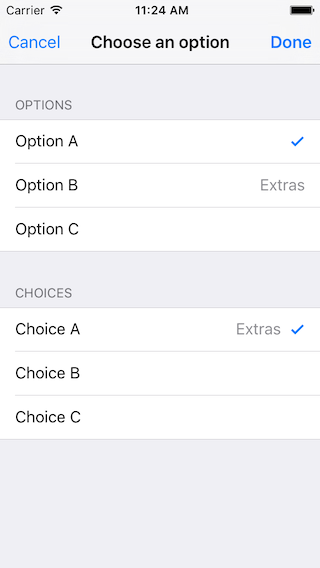 Carrier 11:24 AM
Cancel Choose an option Done
OPTIONS
Option A
Option B Extras
Option C
CHOICES
Choice A Extras
Choice B
Choice C